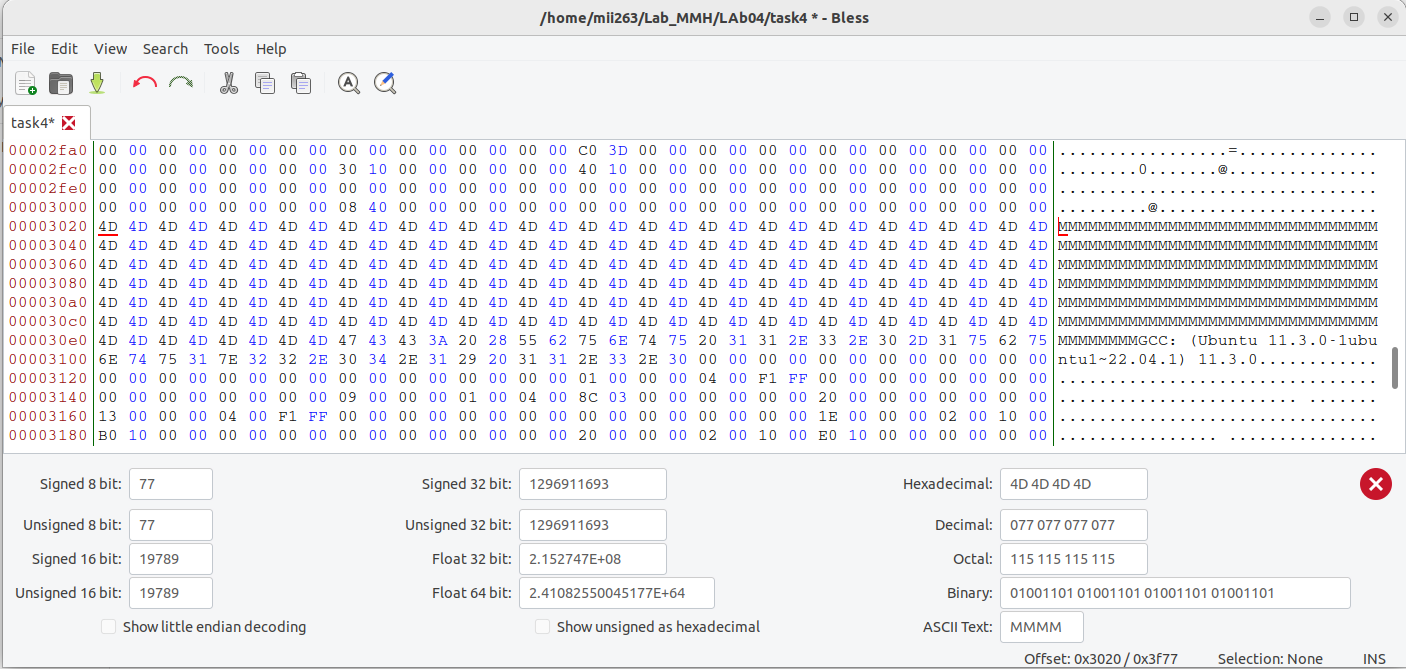 /home/mii263/Lab_MMH/LAb04/task4 * - Bless
File Edit View Search Tools Help
task4*
00002fa0 00 00 00 00 00 00 00 00 00 00 00 00 00 00 00 00 C0 3D 00 00 00 00 00 00 00 00 00 00 00 00 00 00 .................=..............
00002fc0 00 00 00 00 00 00 00 00 30 10 00 00 00 00 00 00 40 10 00 00 00 00 00 00 00 00 00 00 00 00 00 00 ........0.......@...............
00002fe0 00 00 00 00 00 00 00 00 00 00 00 00 00 00 00 00 00 00 00 00 00 00 00 00 00 00 00 00 00 00 00 00 ................................
00003000 00 00 00 00 00 00 00 00 08 40 00 00 00 00 00 00 00 00 00 00 00 00 00 00 00 00 00 00 00 00 00 00 .........@......................
00003020 4D 4D 4D 4D 4D 4D 4D 4D 4D 4D 4D 4D 4D 4D 4D 4D 4D 4D 4D 4D 4D 4D 4D 4D 4D 4D 4D 4D 4D 4D 4D 4D MMMMMMMMMMMMMMMMMMMMMMMMMMMMMMMM
00003040 4D 4D 4D 4D 4D 4D 4D 4D 4D 4D 4D 4D 4D 4D 4D 4D 4D 4D 4D 4D 4D 4D 4D 4D 4D 4D 4D 4D 4D 4D 4D 4D MMMMMMMMMMMMMMMMMMMMMMMMMMMMMMMM
00003060 4D 4D 4D 4D 4D 4D 4D 4D 4D 4D 4D 4D 4D 4D 4D 4D 4D 4D 4D 4D 4D 4D 4D 4D 4D 4D 4D 4D 4D 4D 4D 4D MMMMMMMMMMMMMMMMMMMMMMMMMMMMMMMM
00003080 4D 4D 4D 4D 4D 4D 4D 4D 4D 4D 4D 4D 4D 4D 4D 4D 4D 4D 4D 4D 4D 4D 4D 4D 4D 4D 4D 4D 4D 4D 4D 4D MMMMMMMMMMMMMMMMMMMMMMMMMMMMMMMM
000030a0 4D 4D 4D 4D 4D 4D 4D 4D 4D 4D 4D 4D 4D 4D 4D 4D 4D 4D 4D 4D 4D 4D 4D 4D 4D 4D 4D 4D 4D 4D 4D 4D MMMMMMMMMMMMMMMMMMMMMMMMMMMMMMMM
000030c0 4D 4D 4D 4D 4D 4D 4D 4D 4D 4D 4D 4D 4D 4D 4D 4D 4D 4D 4D 4D 4D 4D 4D 4D 4D 4D 4D 4D 4D 4D 4D 4D MMMMMMMMMMMMMMMMMMMMMMMMMMMMMMMM
000030e0 4D 4D 4D 4D 4D 4D 4D 4D 47 43 43 3A 20 28 55 62 75 6E 74 75 20 31 31 2E 33 2E 30 2D 31 75 62 75 MMMMMMMMGCC: (Ubuntu 11.3.0-1ubu
00003100 6E 74 75 31 7E 32 32 2E 30 34 2E 31 29 20 31 31 2E 33 2E 30 00 00 00 00 00 00 00 00 00 00 00 00 ntu1~22.04.1) 11.3.0............
00003120 00 00 00 00 00 00 00 00 00 00 00 00 00 00 00 00 01 00 00 00 04 00 F1 FF 00 00 00 00 00 00 00 00 ................................
00003140 00 00 00 00 00 00 00 00 09 00 00 00 01 00 04 00 8C 03 00 00 00 00 00 00 20 00 00 00 00 00 00 00 ........................ .......
00003160 13 00 00 00 04 00 F1 FF 00 00 00 00 00 00 00 00 00 00 00 00 00 00 00 00 1E 00 00 00 02 00 10 00 ................................
00003180 B0 10 00 00 00 00 00 00 00 00 00 00 00 00 00 00 20 00 00 00 02 00 10 00 E0 10 00 00 00 00 00 00 ................ ...............
Signed 8 bit: 77 Signed 32 bit: 1296911693 Hexadecimal: 4D 4D 4D 4D
Unsigned 8 bit: 77 Unsigned 32 bit: 1296911693 Decimal: 077 077 077 077
Signed 16 bit: 19789 Float 32 bit: 2.152747E+08 Octal: 115 115 115 115
Unsigned 16 bit: 19789 Float 64 bit: 2.41082550045177E+64 Binary: 01001101 01001101 01001101 01001101
Show little endian decoding Show unsigned as hexadecimal ASCII Text: MMMM
Offset: 0x3020 / 0x3f77 Selection: None INS